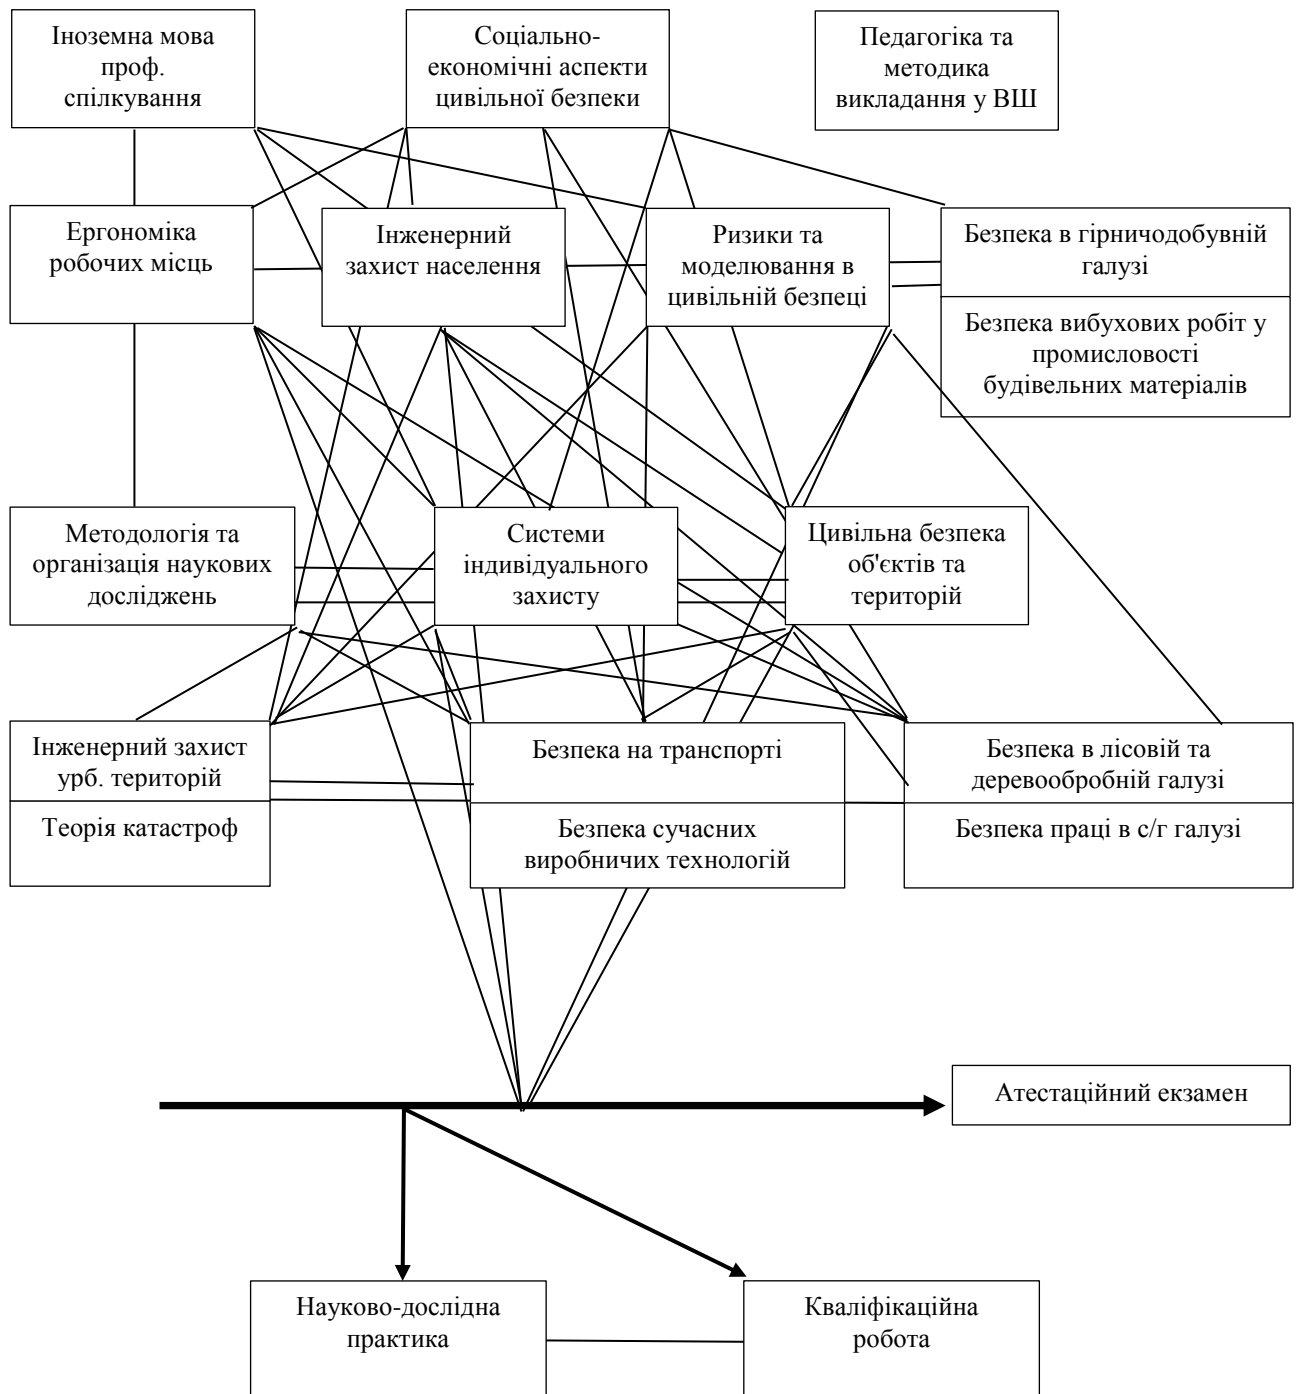 Іноземна мова
проф.
спілкування
Соціально-
економічні аспекти
цивільної безпеки
Педагогіка та
методика
викладання у ВШ
Ергономіка
робочих місць
Інженерний
захист населення
Ризики та
моделювання в
цивільній безпеці
Безпека в гірничодобувній
галузі
Безпека вибухових робіт у
промисловості
будівельних матеріалів
Методологія та
організація наукових
досліджень
Системи
індивідуального
захисту
Цивільна безпека
об'єктів та
територій
Інженерний захист
урб. територій
Теорія катастроф
Безпека на транспорті
Безпека сучасних
виробничих технологій
Безпека в лісовій та
деревообробній галузі
Безпека праці в с/г галузі
Атестаційний екзамен
Науково-дослідна
практика
Кваліфікаційна
робота